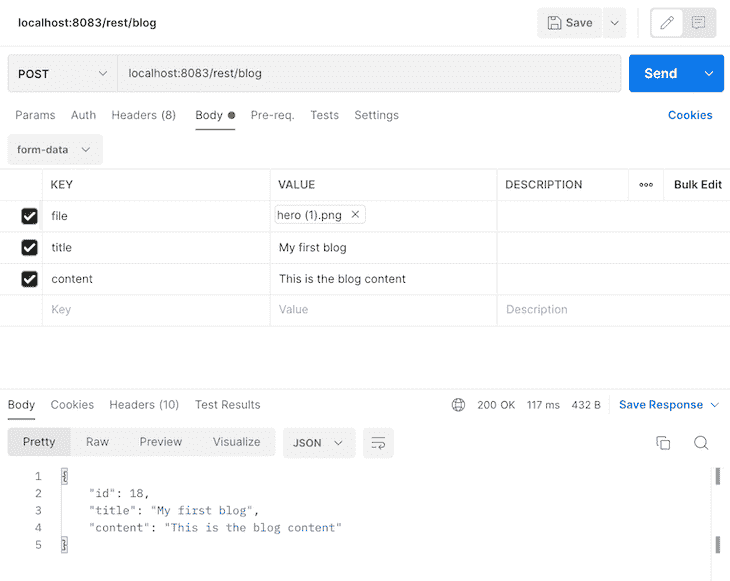 localhost:8083/rest/blog Save
POST localhost:8083/rest/blog Send
Params Auth Headers (8) Body Pre-req. Tests Settings Cookies
form-data
KEY VALUE DESCRIPTION Bulk Edit
file hero (1).png
title My first blog
content This is the blog content
Key Value Description
Body Cookies Headers (10) Test Results 200 OK 117 ms 432 B Save Response
Pretty Raw Preview Visualize JSON
1 {
2 "id": 18,
3 "title": "My first blog",
4 "content": "This is the blog content"
5 }